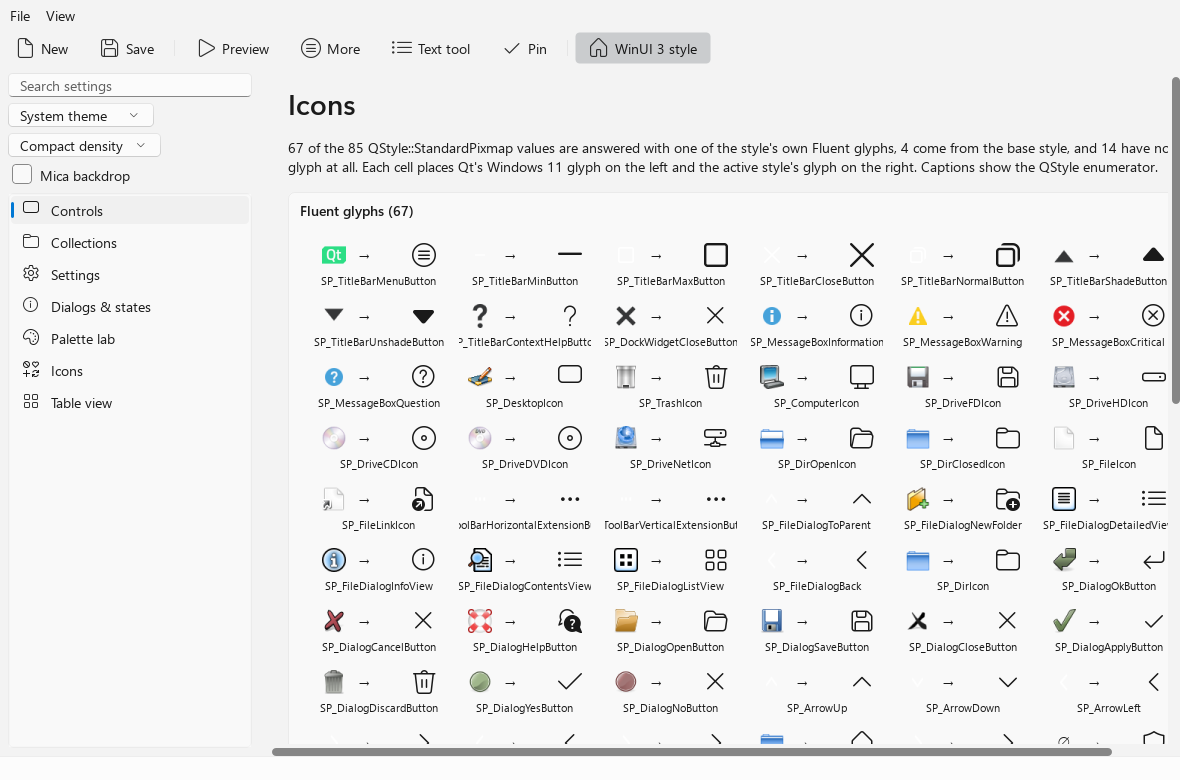 File View
New Save Preview More Text tool Pin WinUI 3 style
Search settings
System theme
Compact density
Mica backdrop
Controls
Collections
Settings
Dialogs & states
Palette lab
Icons
Table view
Icons
67 of the 85 QStyle::StandardPixmap values are answered with one of the style's own Fluent glyphs, 4 come from the base style, and 14 have nc
glyph at all. Each cell places Qt's Windows 11 glyph on the left and the active style's glyph on the right. Captions show the QStyle enumerator.
Fluent glyphs (67)
Qt → → → → → →
SP_TitleBarMenuButton SP_TitleBarMinButton SP_TitleBarMaxButton SP_TitleBarCloseButton SP_TitleBarNormalButton SP_TitleBarShadeButton
→ → → → → →
SP_TitleBarUnshadeButton P_TitleBarContextHelpButtc SP_DockWidgetCloseButton SP_MessageBoxInformation SP_MessageBoxWarning SP_MessageBoxCritical
→ → → → → →
SP_MessageBoxQuestion SP_DesktopIcon SP_TrashIcon SP_ComputerIcon SP_DriveFDIcon SP_DriveHDIcon
→ → → → → →
SP_DriveCDIcon SP_DriveDVDIcon SP_DriveNetIcon SP_DirOpenIcon SP_DirClosedIcon SP_FileIcon
→ → → → → →
SP_FileLinkIcon oolBarHorizontalExtensionB ToolBarVerticalExtensionBut SP_FileDialogToParent SP_FileDialogNewFolder SP_FileDialogDetailedView
→ → → → → →
SP_FileDialogInfoView SP_FileDialogContentsView SP_FileDialogListView SP_FileDialogBack SP_DirIcon SP_DialogOkButton
→ → → → → →
SP_DialogCancelButton SP_DialogHelpButton SP_DialogOpenButton SP_DialogSaveButton SP_DialogCloseButton SP_DialogApplyButton
→ → → → → →
SP_DialogDiscardButton SP_DialogYesButton SP_DialogNoButton SP_ArrowUp SP_ArrowDown SP_ArrowLeft